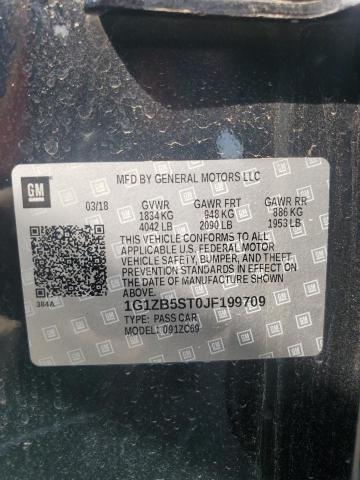 GM
MFD BY GENERAL MOTORS LLC
03/18 GVWR GAWR FRT GAWR RR
1834 KG 948 KG 886 KG
4042 LB 2090 LB 1953 LB
THIS VEHICLE CONFORMS TO ALL
APPLICABLE U.S. FEDERAL MOTOR
VEHICLE SAFETY, BUMPER, AND THEFT
PREVENTION STANDARDS IN EFFECT
ON THE DATE OF MANUFACTURE
SHOWN ABOVE.
384A 1G1ZB5ST0JF199709
TYPE: PASS CAR
MODEL: 091ZC69